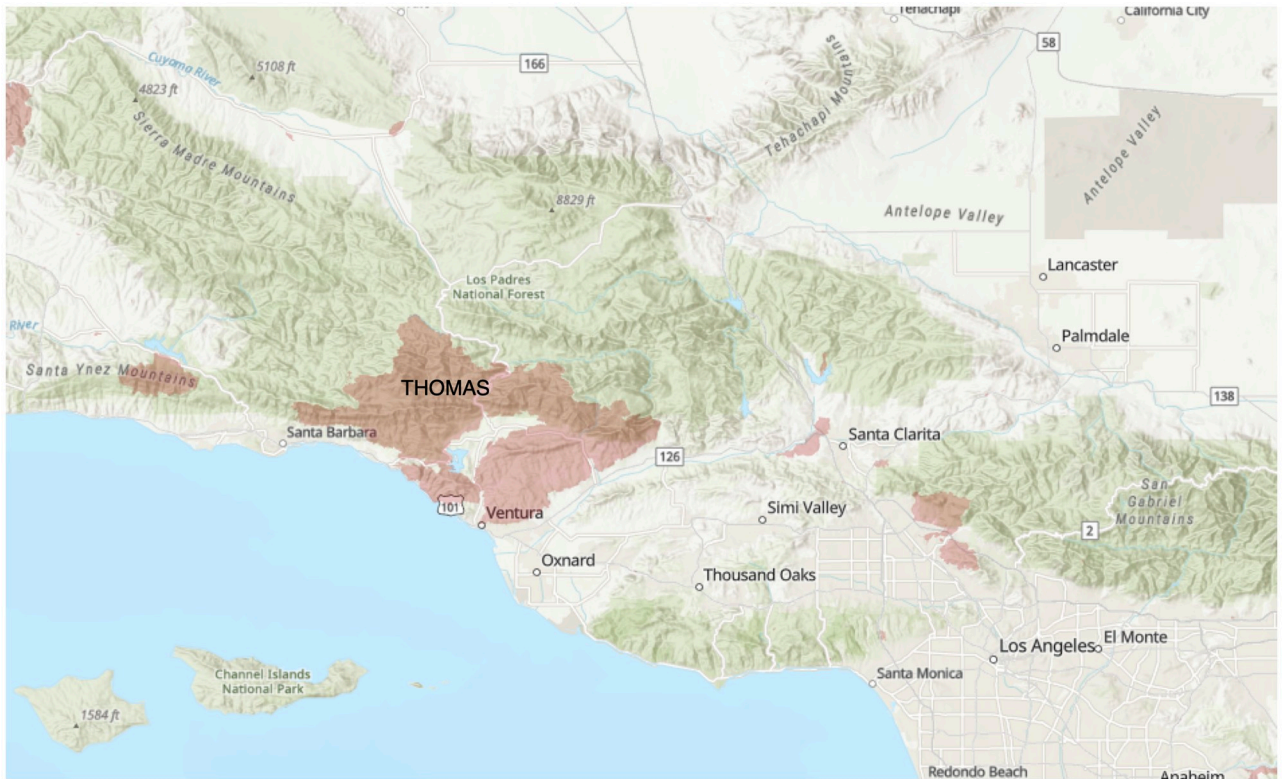 Tehachapi
California City
58
Cuyama River
5108 ft
166
4823 ft
Tehachapi Mountains
Sierra Madre Mountains
Antelope Valley
8829 ft
Antelope Valley
Lancaster
Los Padres
National Forest
River
Palmdale
Santa Ynez Mountains
THOMAS
138
Santa Barbara
Santa Clarita
126
San
Gabriel
Mountains
101
Ventura
Simi Valley
2
Oxnard
Thousand Oaks
Los Angeles
El Monte
Channel Islands
National Park
Santa Monica
1584 ft
Redondo Beach
Anaheim